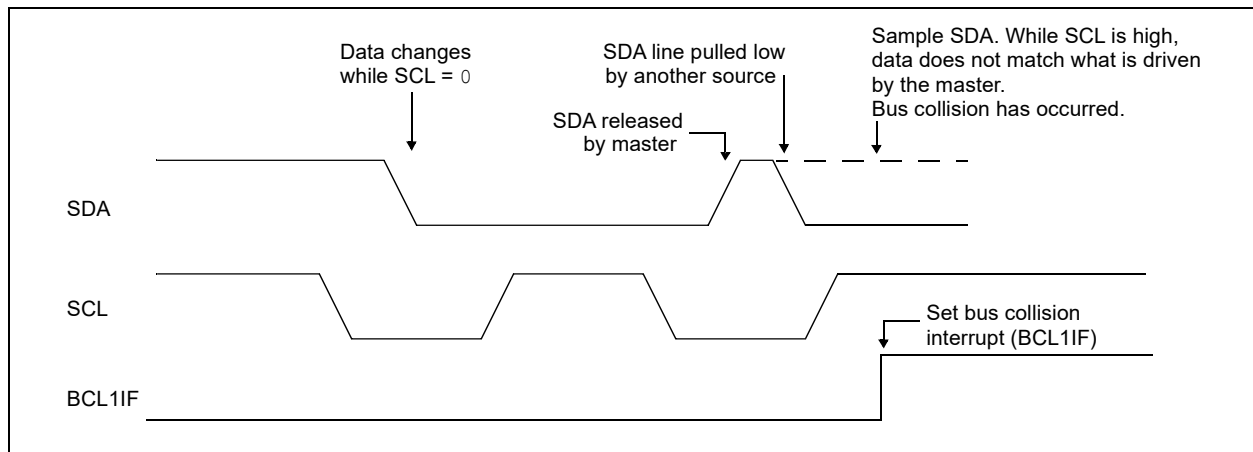 Data changes
while SCL = 0
SDA line pulled low
by another source
Sample SDA. While SCL is high,
data does not match what is driven
by the master.
Bus collision has occurred.
SDA released
by master
SDA
SCL
Set bus collision
interrupt (BCL1IF)
BCL1IF